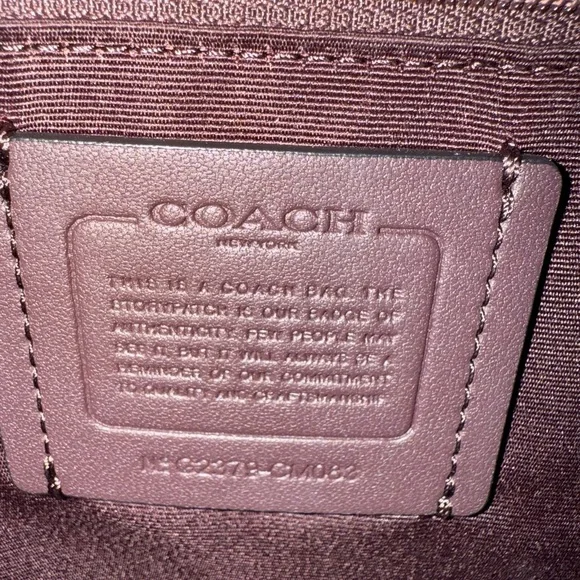 COACH
NEW YORK
THIS IS A COACH BAG. THE
STORYPATCH IS OUR BADGE OF
AUTHENTICITY. FEW PEOPLE MAY
SEE IT, BUT IT WILL ALWAYS BE A
REMINDER OF OUR COMMITMENT
TO QUALITY AND CRAFTSMANSHIP.